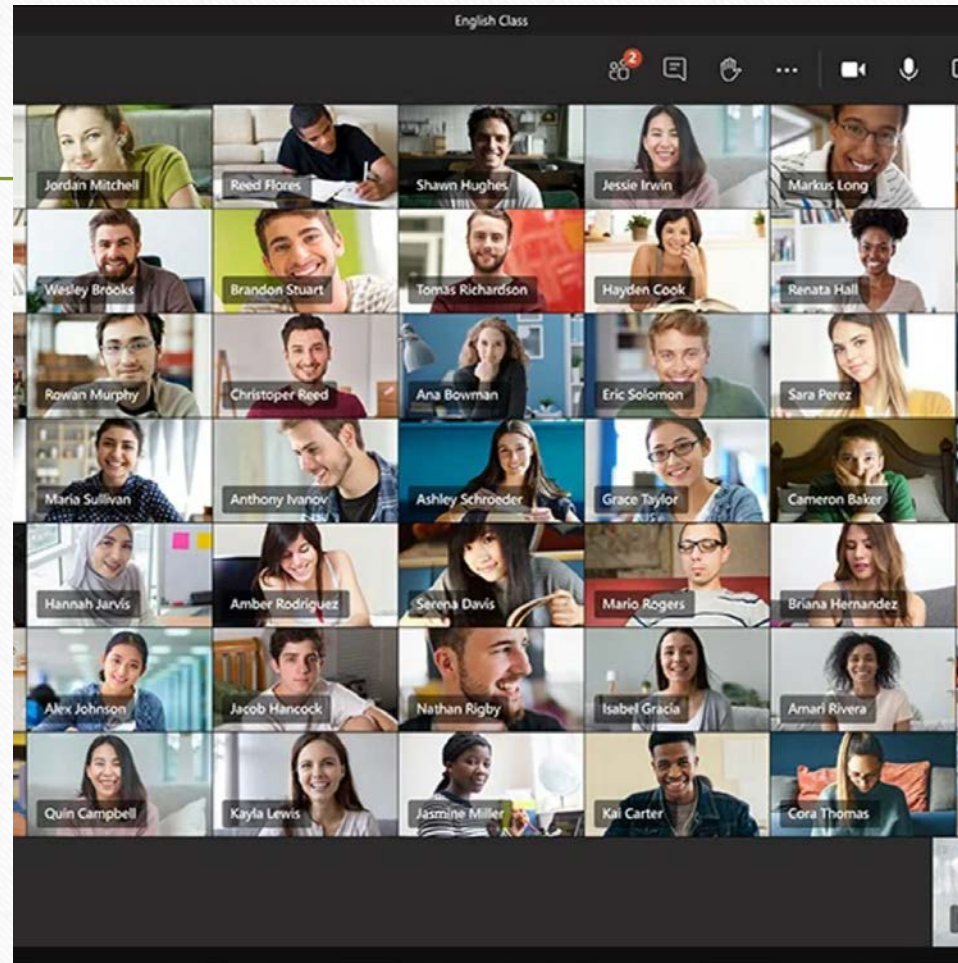 English Class
2
Jordan Mitchell
Reed Flores
Shawn Hughes
Jessie Irwin
Markus Long
Wesley Brooks
Brandon Stuart
Tomas Richardson
Hayden Cook
Renata Hall
Rowan Murphy
Christoper Reed
Ana Bowman
Eric Solomon
Sara Perez
Maria Sullivan
Anthony Ivanov
Ashley Schroeder
Grace Taylor
Cameron Baker
Hannah Jarvis
Amber Rodriguez
Serena Davis
Mario Rogers
Briana Hernandez
Alex Johnson
Jacob Hancock
Nathan Rigby
Isabel Gracia
Amari Rivera
Quin Campbell
Kayla Lewis
Jasmine Miller
Kai Carter
Cora Thomas